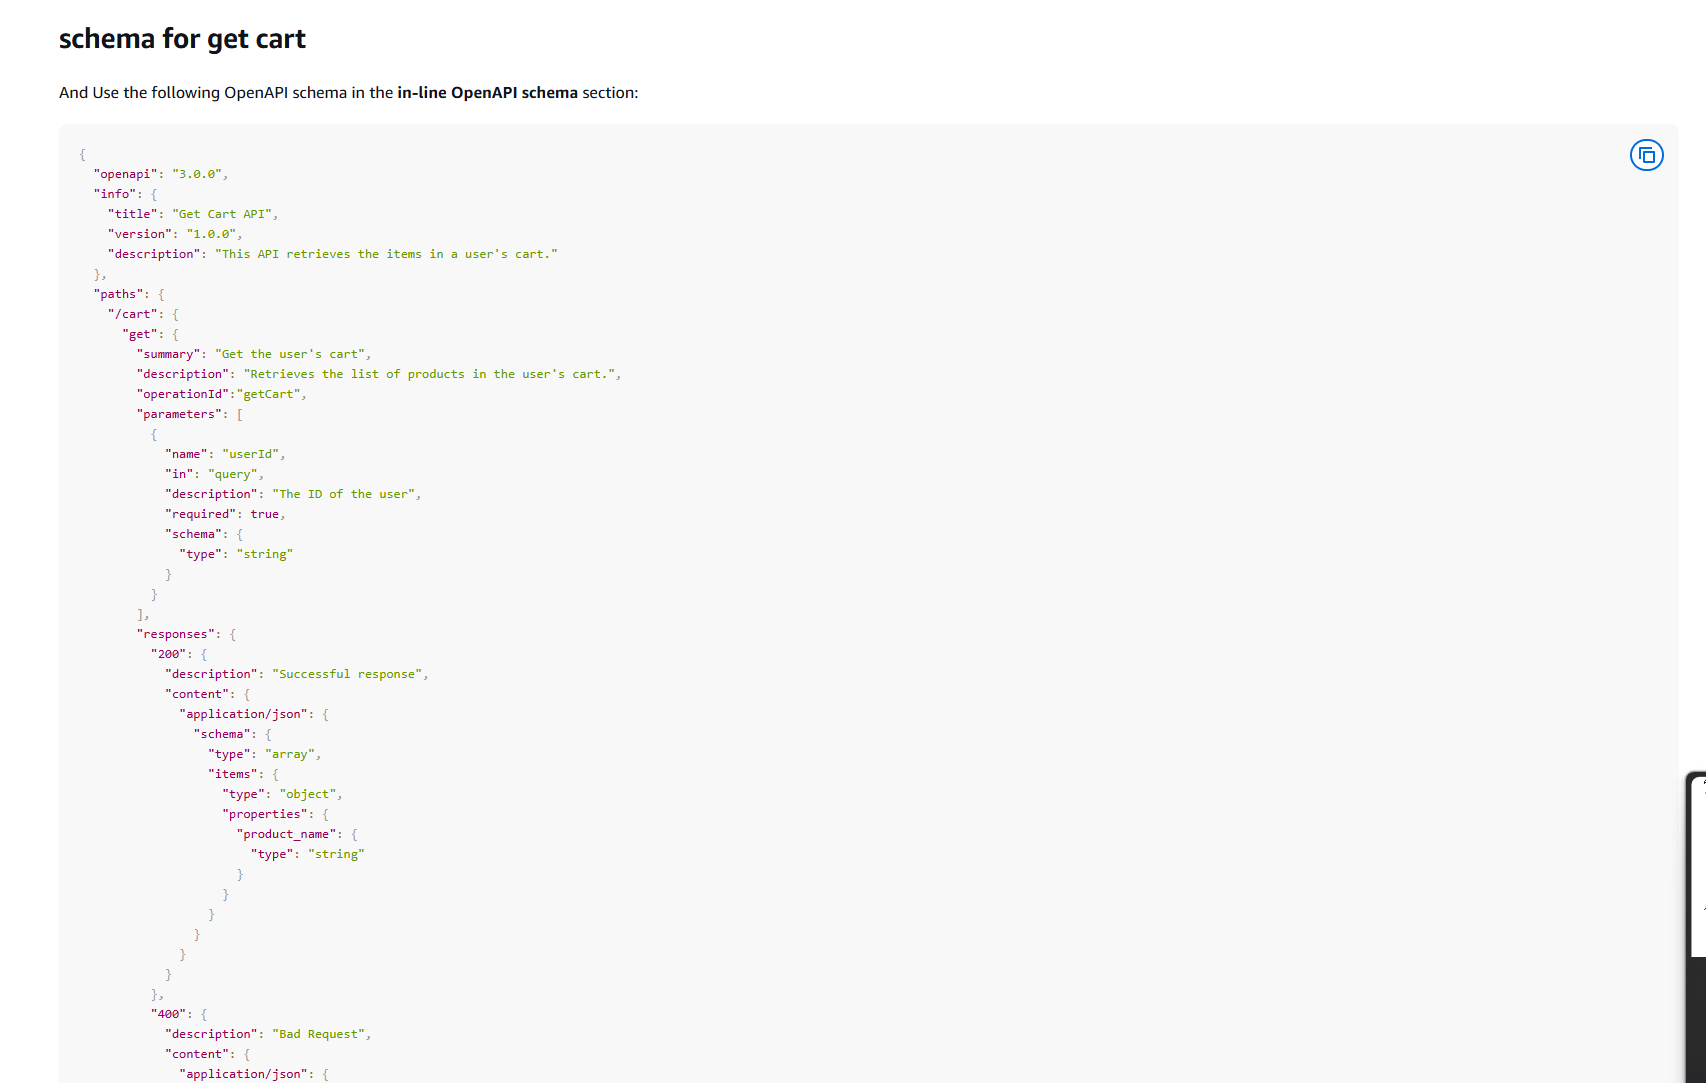 schema for get cart
And Use the following OpenAPI schema in the in-line OpenAPI schema section:
{
  "openapi": "3.0.0",
  "info": {
    "title": "Get Cart API",
    "version": "1.0.0",
    "description": "This API retrieves the items in a user's cart."
  },
  "paths": {
    "/cart": {
      "get": {
        "summary": "Get the user's cart",
        "description": "Retrieves the list of products in the user's cart.",
        "operationId":"getCart",
        "parameters": [
          {
            "name": "userId",
            "in": "query",
            "description": "The ID of the user",
            "required": true,
            "schema": {
              "type": "string"
            }
          }
        ],
        "responses": {
          "200": {
            "description": "Successful response",
            "content": {
              "application/json": {
                "schema": {
                  "type": "array",
                  "items": {
                    "type": "object",
                    "properties": {
                      "product_name": {
                        "type": "string"
                      }
                    }
                  }
                }
              }
            }
          },
          "400": {
            "description": "Bad Request",
            "content": {
              "application/json": {